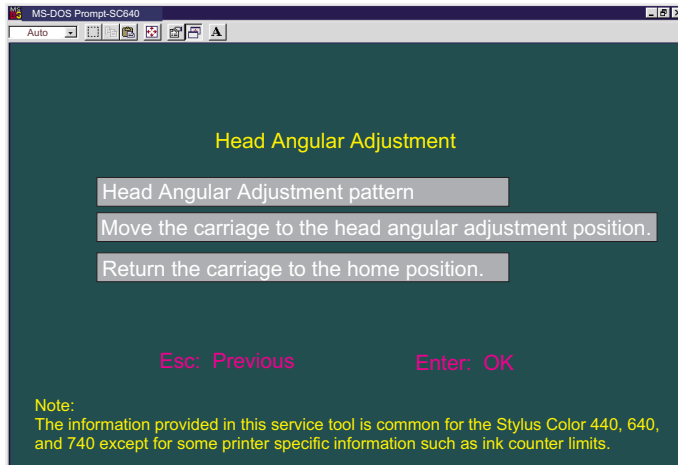 MS-DOS Prompt-SC640
Auto
A
Head Angular Adjustment
Head Angular Adjustment pattern
Move the carriage to the head angular adjustment position.
Return the carriage to the home position.
Esc: Previous Enter: OK
Note:
The information provided in this service tool is common for the Stylus Color 440, 640,
and 740 except for some printer specific information such as ink counter limits.